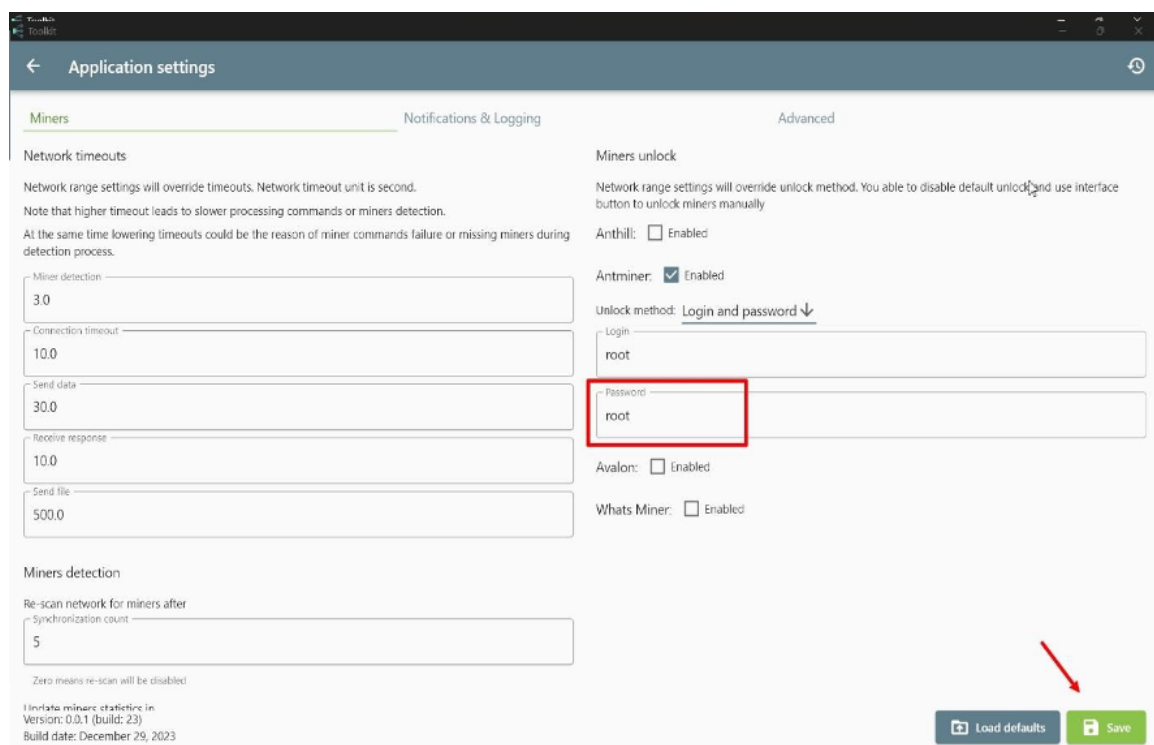 Toolkit
Toolkit
Application settings
Miners
Notifications & Logging
Advanced
Network timeouts
Network range settings will override timeouts. Network timeout unit is second.
Note that higher timeout leads to slower processing commands or miners detection.
At the same time lowering timeouts could be the reason of miner commands failure or missing miners during
detection process.
Miner detection
3.0
Connection timeout
10.0
Send data
30.0
Receive response
10.0
Send file
500.0
Miners detection
Re-scan network for miners after
Synchronization count
5
Zero means re-scan will be disabled
Update miners statistics in
Version: 0.0.1 (build: 23)
Build date: December 29, 2023
Miners unlock
Network range settings will override unlock method. You able to disable default unlock and use interface
button to unlock miners manually
Anthill: Enabled
Antminer: Enabled
Unlock method: Login and password
Login
root
Password
root
Avalon: Enabled
Whats Miner: Enabled
Load defaults
Save